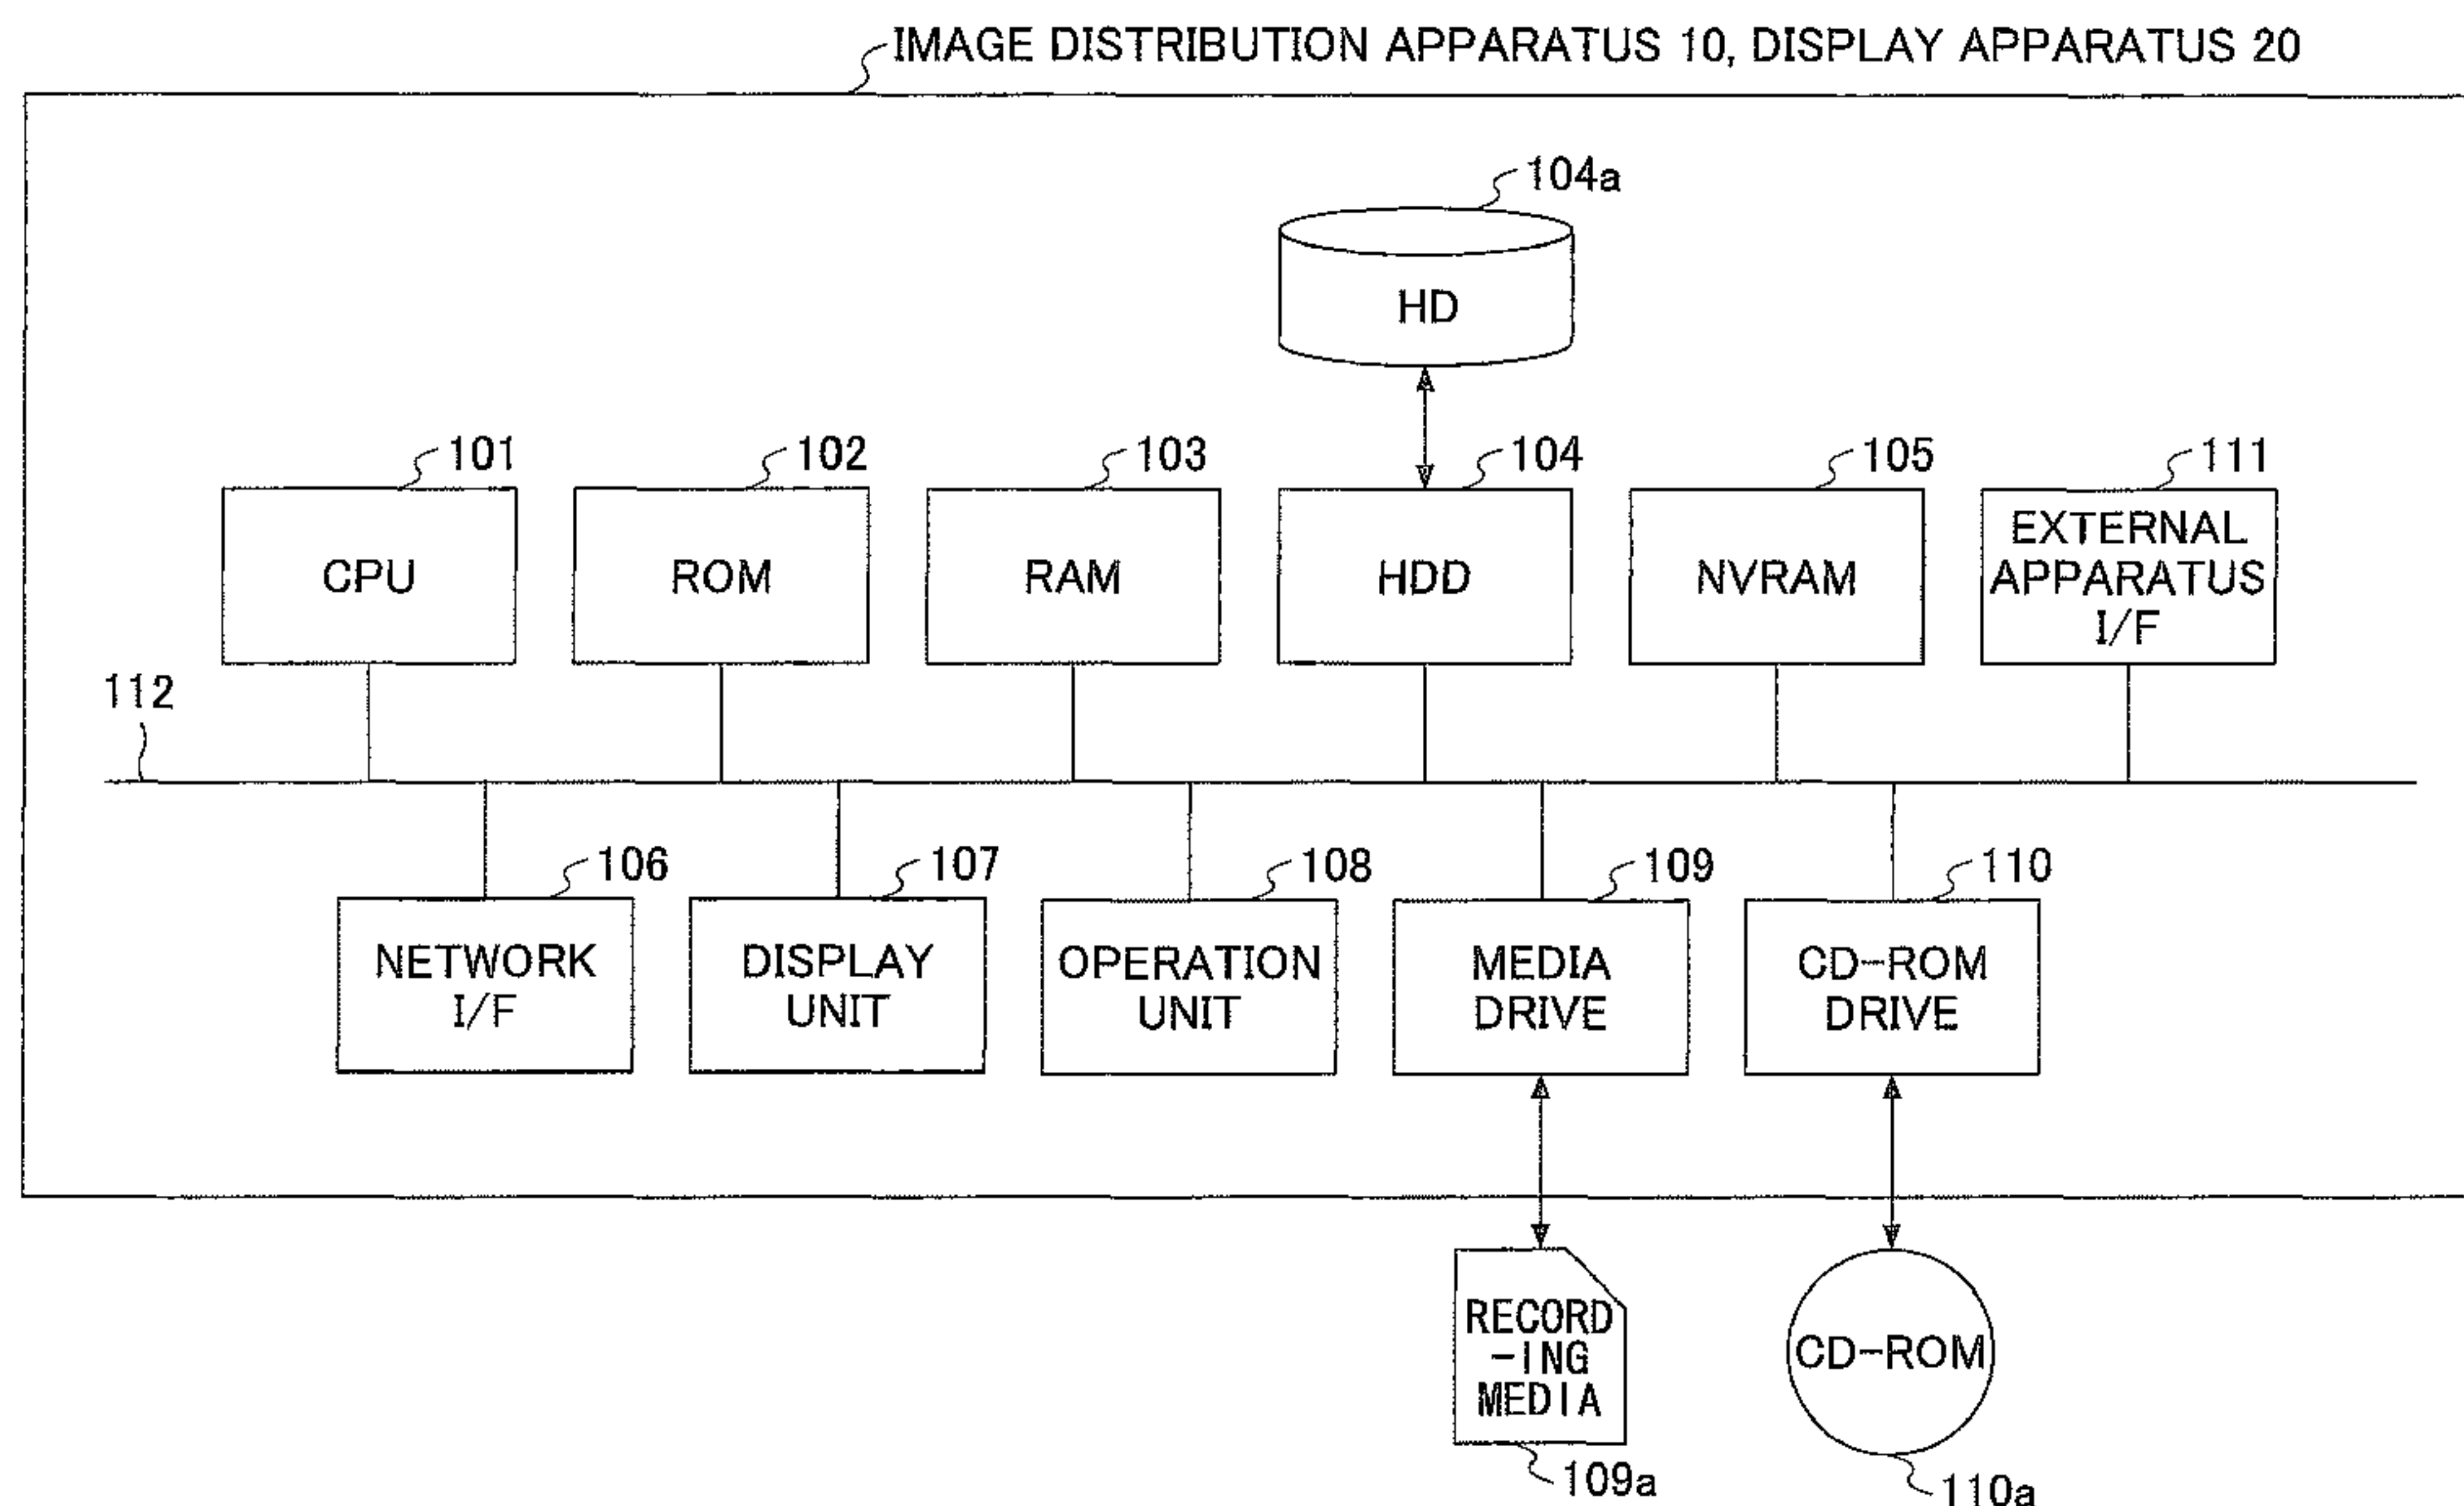 IMAGE DISTRIBUTION APPARATUS 10, DISPLAY APPARATUS 20
104a
HD
101
102
103
104
105
111
CPU
ROM
RAM
HDD
NVRAM
EXTERNAL
APPARATUS
I/F
112
106
107
108
109
110
NETWORK
I/F
DISPLAY
UNIT
OPERATION
UNIT
MEDIA
DRIVE
CD-ROM
DRIVE
RECORD
-ING
MEDIA
CD-ROM
109a
110a